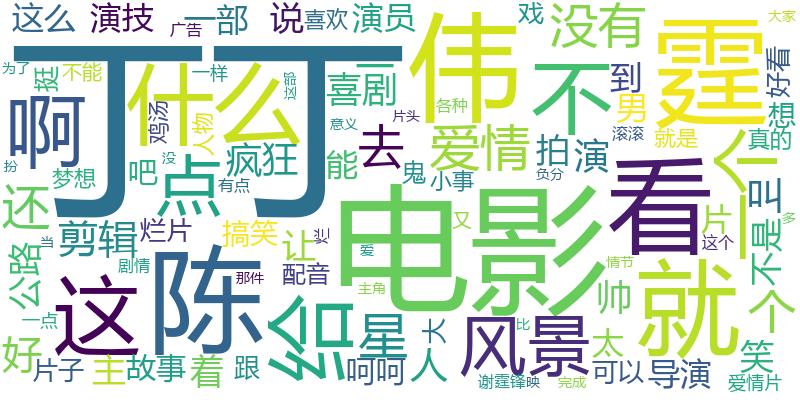 这么
演技
广告
一部
说
喜欢
演员
戏
没有
大家
为了
挺
不能
一样
丁丁
什么
喜剧
一
伟
各种
不
到
霆
好看
想
啊
鸡汤
人物
这部
片头
意义
男
滚滚
就是
真的
扮
梦想
吧
没
点
有点
疯狂
能
去
鬼
爱情
小事
负分
拍
演
看
一个
片
这个
不是
多
还
公路
当
剪辑
烂片
搞笑
让
烂
爱
又
电影
情节
帅
就
个
剧情
这
陈
那件
配音
给
主角
星
大
人
风景
比
太
笑
好
一点
片子
主
故事
着
跟
呵呵
谢霆锋
映
完成
可以
导演
爱情片